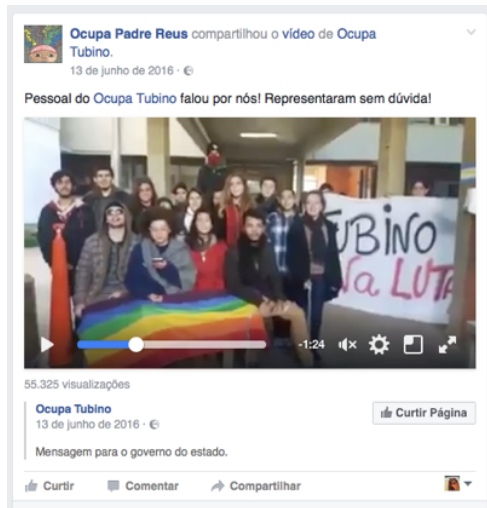 Ocupa Padre Reus compartilhou o vídeo de Ocupa
Tubino.
13 de junho de 2016 ·
Pessoal do Ocupa Tubino falou por nós! Representaram sem dúvida!
TUBINO
Na LUTA
-1:24
55.325 visualizações
Ocupa Tubino
13 de junho de 2016 ·
Curtir Página
Mensagem para o governo do estado.
Curtir Comentar Compartilhar